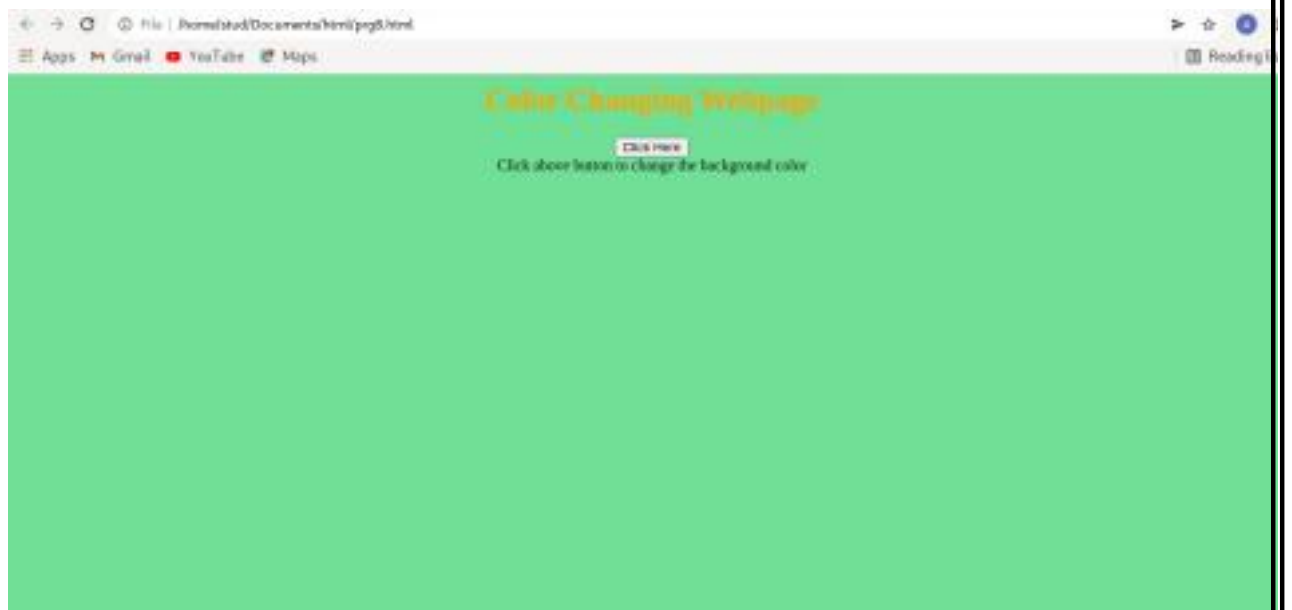 File | /home/stud/Documents/html/prg8.html
Apps Gmail YouTube Maps
Reading
Color Changing Webpage
Click Here
Click above button to change the background color